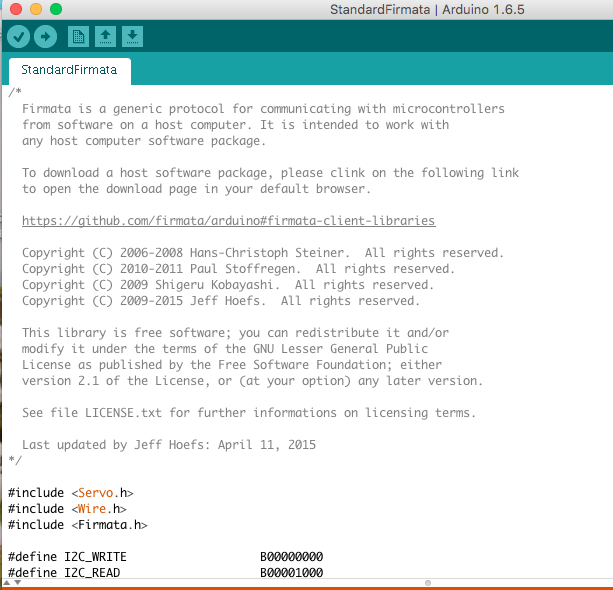 StandardFirmata | Arduino 1.6.5
StandardFirmata
/*
Firmata is a generic protocol for communicating with microcontrollers
from software on a host computer. It is intended to work with
any host computer software package.
To download a host software package, please clink on the following link
to open the download page in your default browser.
https://github.com/firmata/arduino#firmata-client-libraries
Copyright (C) 2006-2008 Hans-Christoph Steiner.  All rights reserved.
Copyright (C) 2010-2011 Paul Stoffregen.  All rights reserved.
Copyright (C) 2009 Shigeru Kobayashi.  All rights reserved.
Copyright (C) 2009-2015 Jeff Hoefs.  All rights reserved.
This library is free software; you can redistribute it and/or
modify it under the terms of the GNU Lesser General Public
License as published by the Free Software Foundation; either
version 2.1 of the License, or (at your option) any later version.
See file LICENSE.txt for further informations on licensing terms.
Last updated by Jeff Hoefs: April 11, 2015
*/
#include <Servo.h>
#include <Wire.h>
#include <Firmata.h>
#define I2C_WRITE                   B00000000
#define I2C_READ                    B00001000